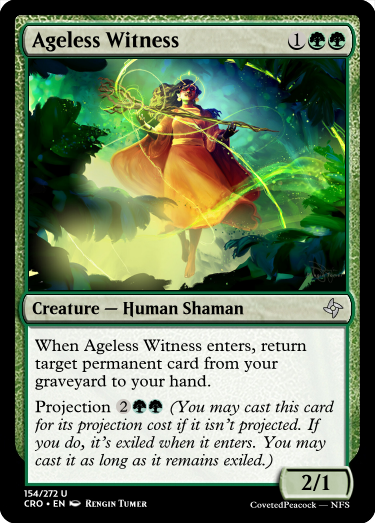 Ageless Witness 1
Creature — Human Shaman
When Ageless Witness enters, return
target permanent card from your
graveyard to your hand.
Projection 2 (You may cast this card
for its projection cost if it isn't projected. If
you do, it's exiled when it enters. You may
cast it as long as it remains exiled.)
2/1
154/272 U
CRO • EN Rengin Tumer
CovetedPeacock — NFS